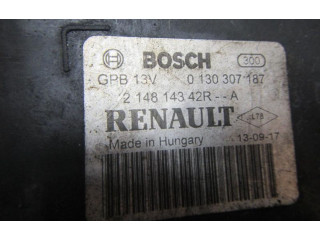 BOSCH 300
GPB 13V 0 130 307 187
2 148 143 42R - - A
RENAULT
Made in Hungary 13-09-17